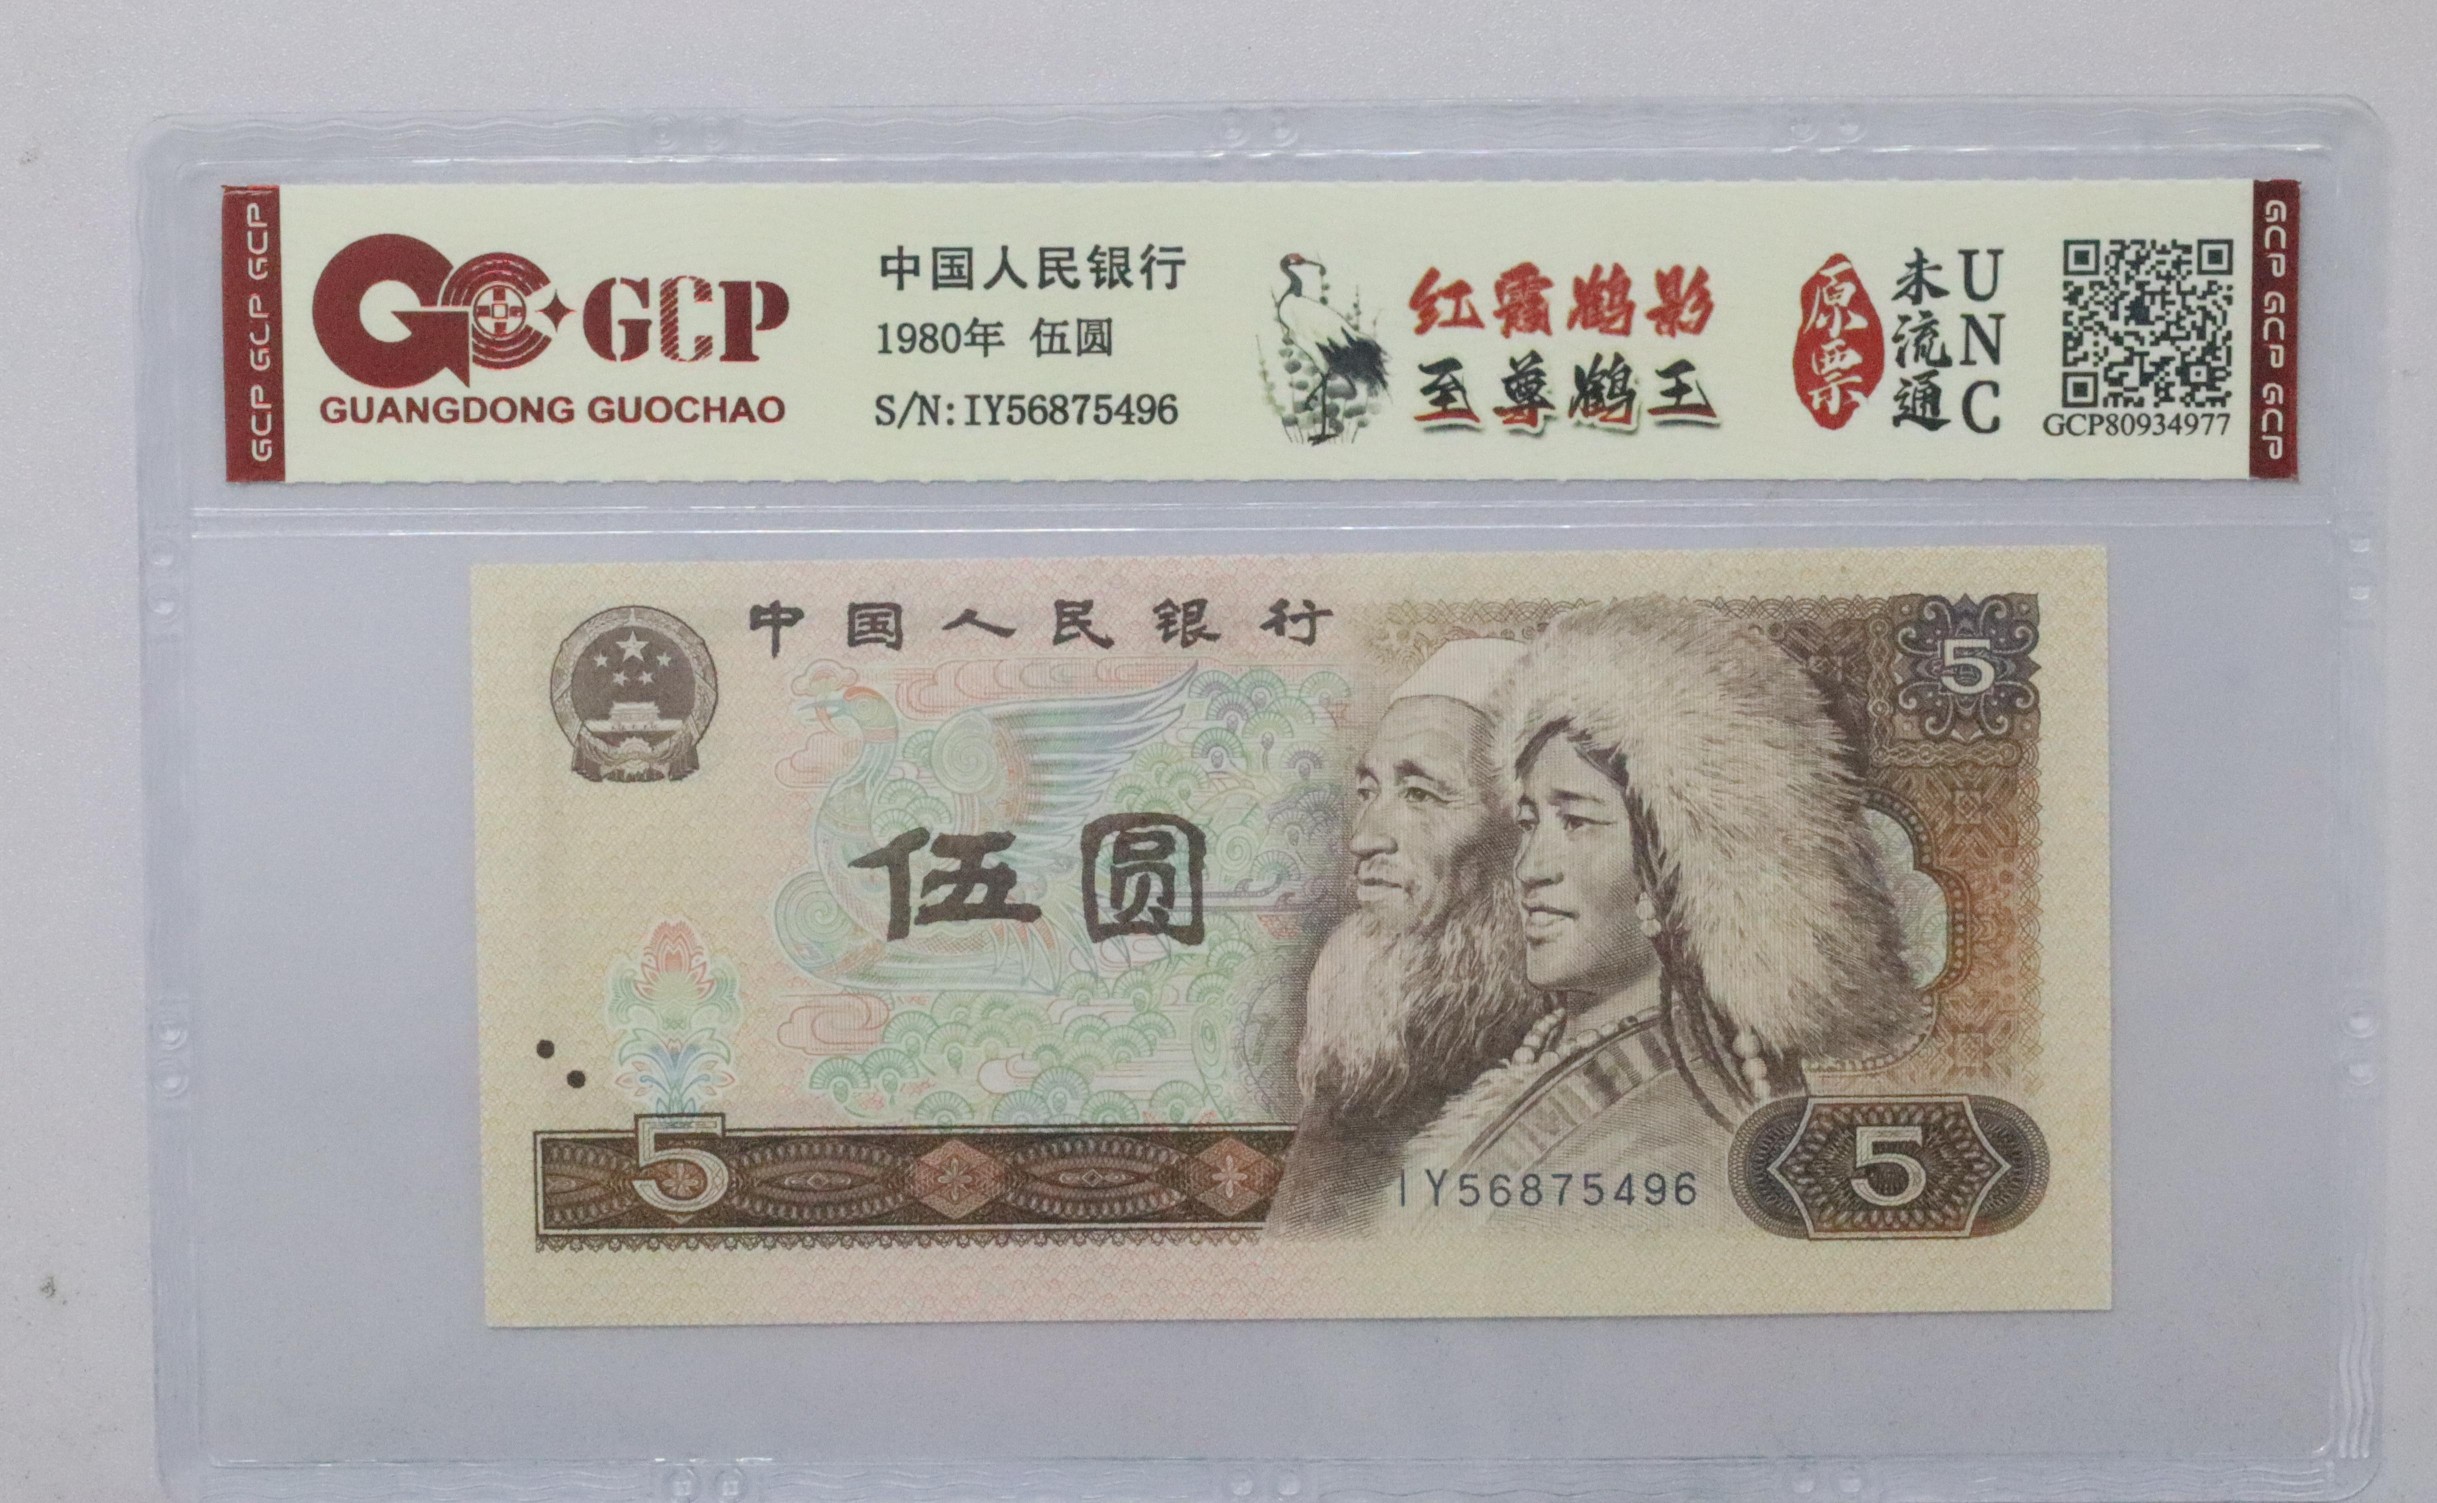 GCP GCP GCP
GCP
GUANGDONG GUOCHAO
中国人民银行
1980年 伍圆
S/N:IY56875496
红霞鹤影
至尊鹤王
原票
未流通
UNC
GCP80934977
GCP GCP GCP
中国人民银行
5
伍圆
5
IY56875496
5